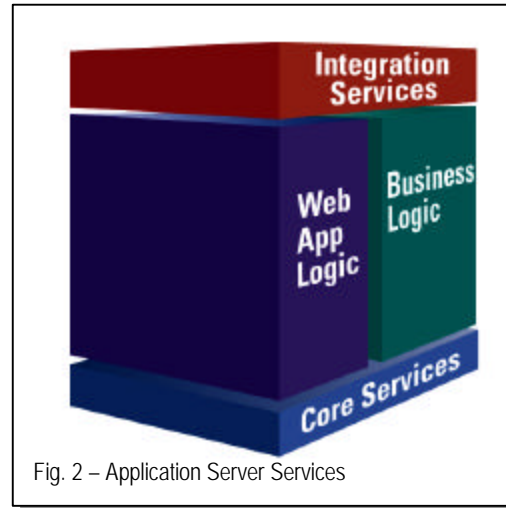 Integration
Services
Web
App
Logic
Business
Logic
Core Services
Fig. 2 – Application Server Services